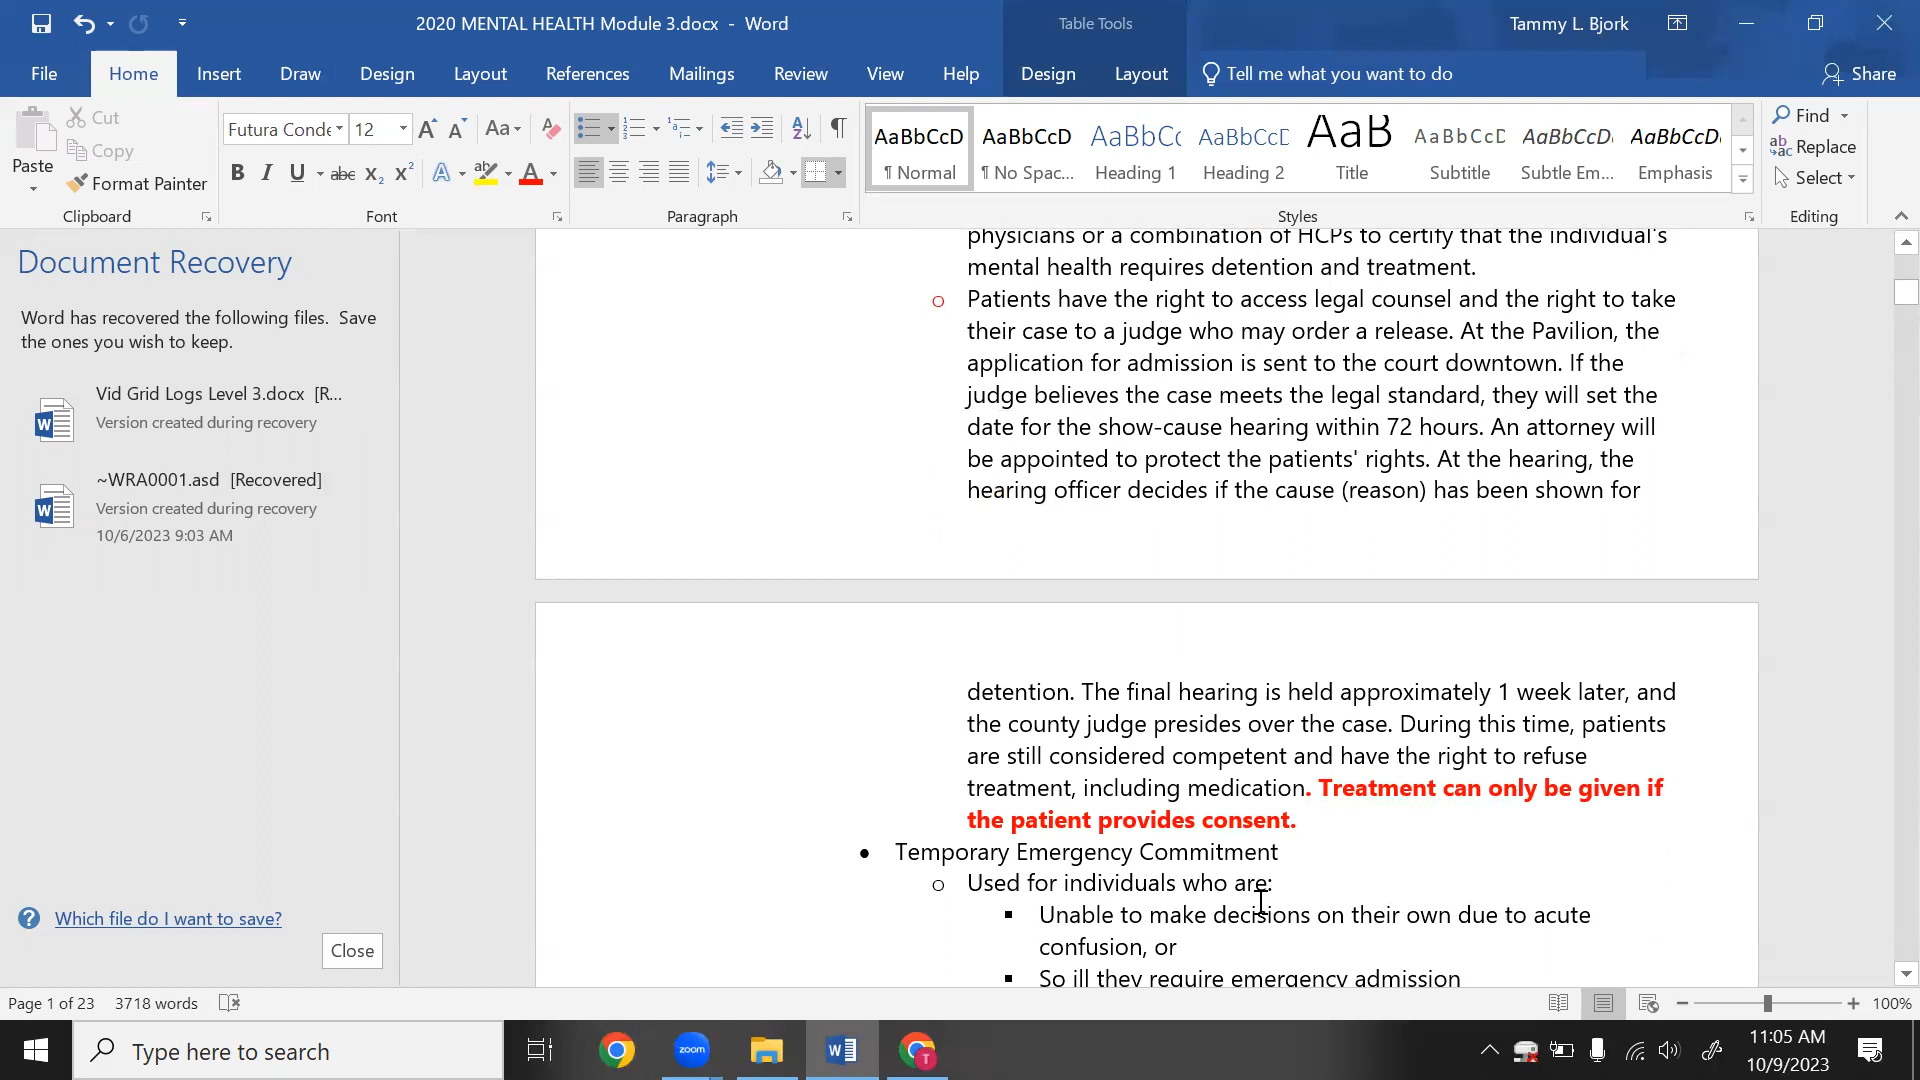 2020 MENTAL HEALTH Module 3.docx - Word
Table Tools
Tammy L. Bjork
File Home Insert Draw Design Layout References Mailings Review View Help Design Layout Tell me what you want to do Share
Paste
Cut
Copy
Format Painter
Clipboard
Futura Conde 12
Font
Paragraph
AaBbCcD AaBbCcD AaBbCc AaBbCcD AaB AaBbCcD AaBbCcD AaBbCcD
¶ Normal ¶ No Spac... Heading 1 Heading 2 Title Subtitle Subtle Em... Emphasis
Styles
Find
Replace
Select
Editing
Document Recovery
Word has recovered the following files. Save
the ones you wish to keep.
Vid Grid Logs Level 3.docx [R...
Version created during recovery
~WRA0001.asd [Recovered]
Version created during recovery
10/6/2023 9:03 AM
Which file do I want to save?
Close
physicians or a combination of HCPs to certify that the individual's
mental health requires detention and treatment.
o Patients have the right to access legal counsel and the right to take
their case to a judge who may order a release. At the Pavilion, the
application for admission is sent to the court downtown. If the
judge believes the case meets the legal standard, they will set the
date for the show-cause hearing within 72 hours. An attorney will
be appointed to protect the patients' rights. At the hearing, the
hearing officer decides if the cause (reason) has been shown for
detention. The final hearing is held approximately 1 week later, and
the county judge presides over the case. During this time, patients
are still considered competent and have the right to refuse
treatment, including medication. Treatment can only be given if
the patient provides consent.
• Temporary Emergency Commitment
o Used for individuals who are:
▪ Unable to make decisions on their own due to acute
confusion, or
▪ So ill they require emergency admission
Page 1 of 23 3718 words
100%
Type here to search
zoom
11:05 AM
10/9/2023